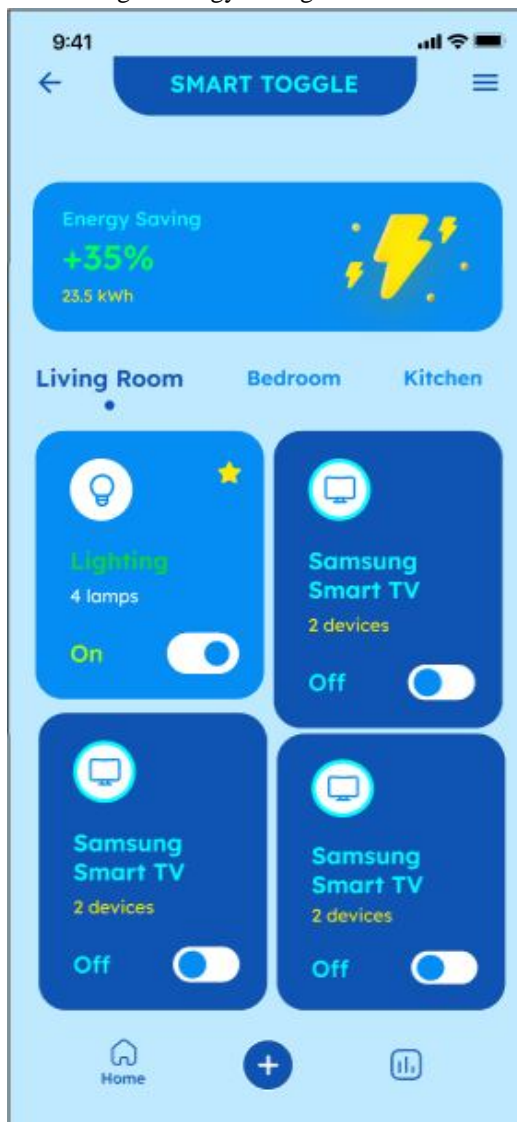 9:41
SMART TOGGLE
Energy Saving
+35%
23.5 kWh
Living Room Bedroom Kitchen
Lighting
4 lamps
On
Samsung
Smart TV
2 devices
Off
Samsung
Smart TV
2 devices
Off
Samsung
Smart TV
2 devices
Off
Home